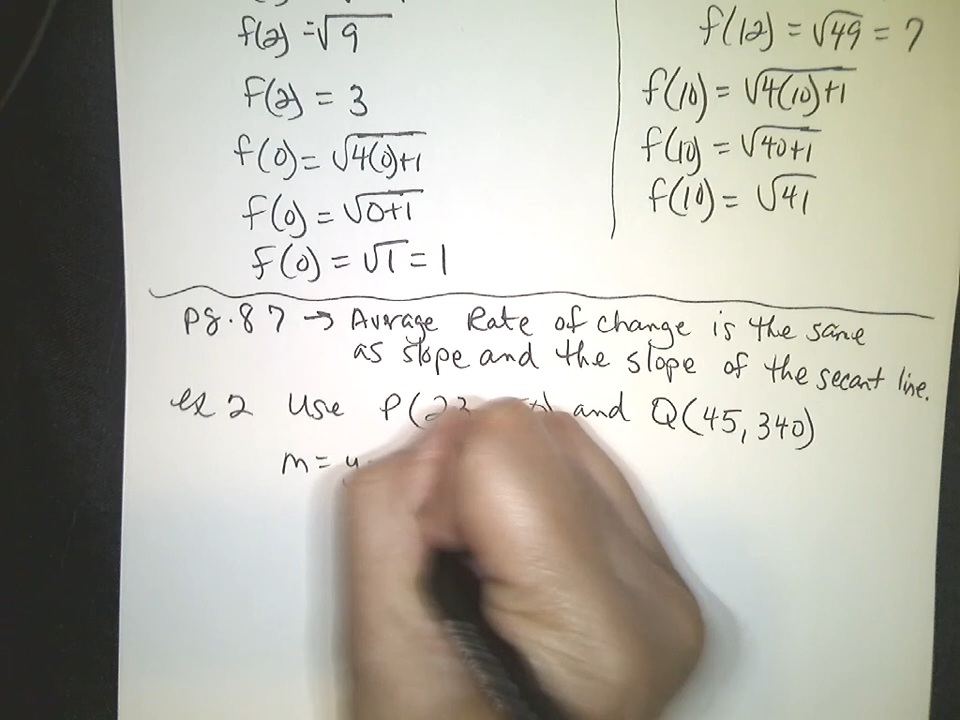 f(2) = √9
f(2) = 3
f(0) = √4(0)+1
f(0) = √0+1
f(0) = √1 = 1
f(12) = √49 = 7
f(10) = √4(10)+1
f(10) = √40+1
f(10) = √41
pg.87 → Average Rate of change is the same
as slope and the slope of the secant line.
ex 2 Use P(23 and Q(45, 340)
m = y